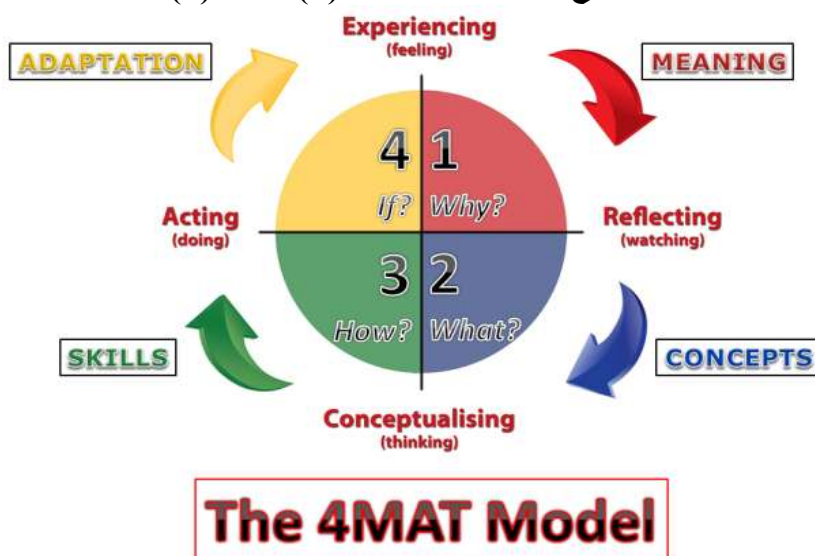 Experiencing
(feeling)
ADAPTATION
MEANING
4 1
If? Why?
Acting
(doing)
Reflecting
(watching)
3 2
How? What?
SKILLS
CONCEPTS
Conceptualising
(thinking)
The 4MAT Model